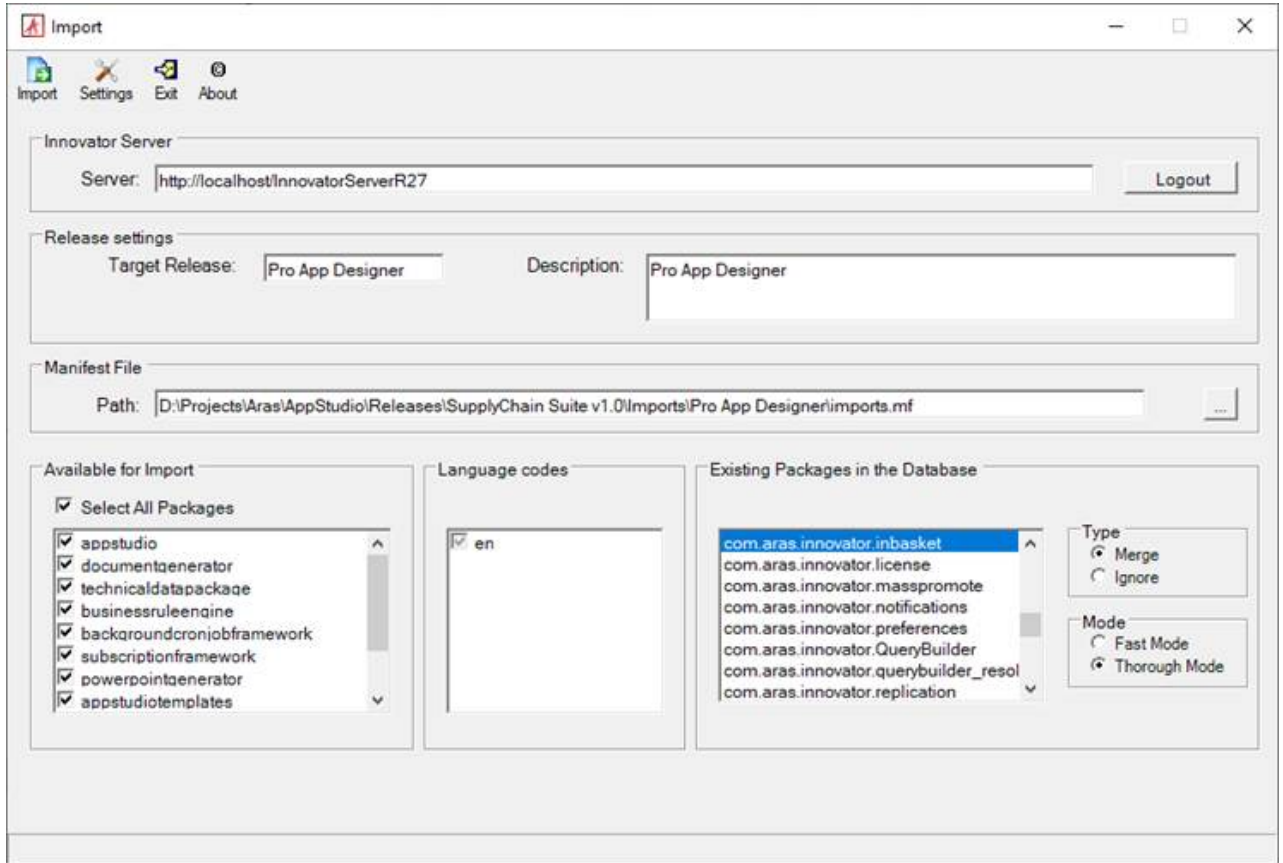 Import
Import Settings Exit About
Innovator Server
Server: http://localhost/InnovatorServerR27 Logout
Release settings
Target Release: Pro App Designer Description: Pro App Designer
Manifest File
Path: D:\Projects\Aras\AppStudio\Releases\SupplyChain Suite v1.0\Imports\Pro App Designer\imports.mf ...
Available for Import
Select All Packages
appstudio
documentgenerator
technicaldatapackage
businessruleengine
backgroundcronjobframework
subscriptionframework
powerpointgenerator
appstudiotemplates
Language codes
en
Existing Packages in the Database
com.aras.innovator.inbasket
com.aras.innovator.license
com.aras.innovator.masspromote
com.aras.innovator.notifications
com.aras.innovator.preferences
com.aras.innovator.QueryBuilder
com.aras.innovator.querybuilder_resol
com.aras.innovator.replication
Type
Merge
Ignore
Mode
Fast Mode
Thorough Mode